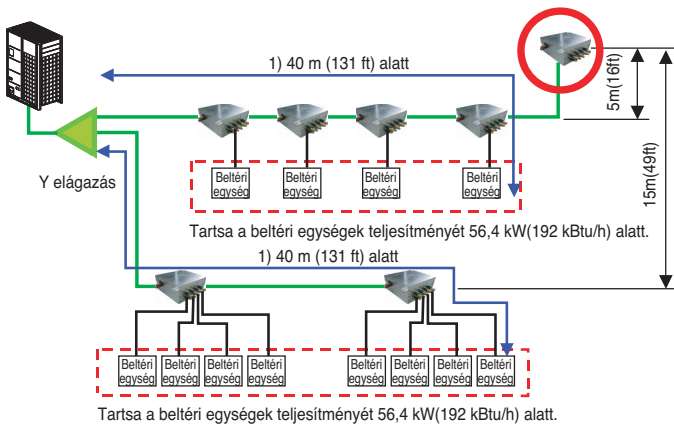 1) 40 m (131 ft) alatt
5m(16ft)
15m(49ft)
Y elágazás
Beltéri
egység
Beltéri
egység
Beltéri
egység
Beltéri
egység
Tartsa a beltéri egységek teljesítményét 56,4 kW(192 kBtu/h) alatt.
1) 40 m (131 ft) alatt
Beltéri
egység
Beltéri
egység
Beltéri
egység
Beltéri
egység
Beltéri
egység
Beltéri
egység
Beltéri
egység
Beltéri
egység
Tartsa a beltéri egységek teljesítményét 56,4 kW(192 kBtu/h) alatt.